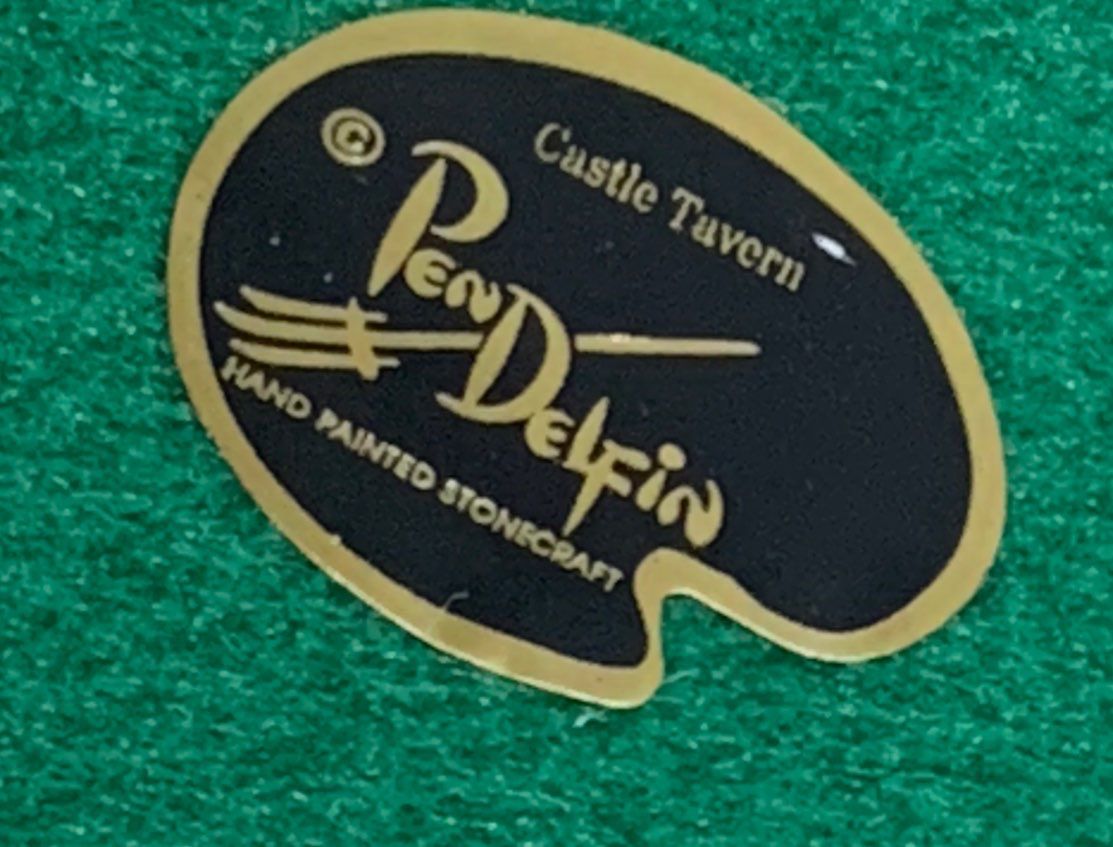 ©
Castle Tavern
PenDelfin
HAND PAINTED STONECRAFT